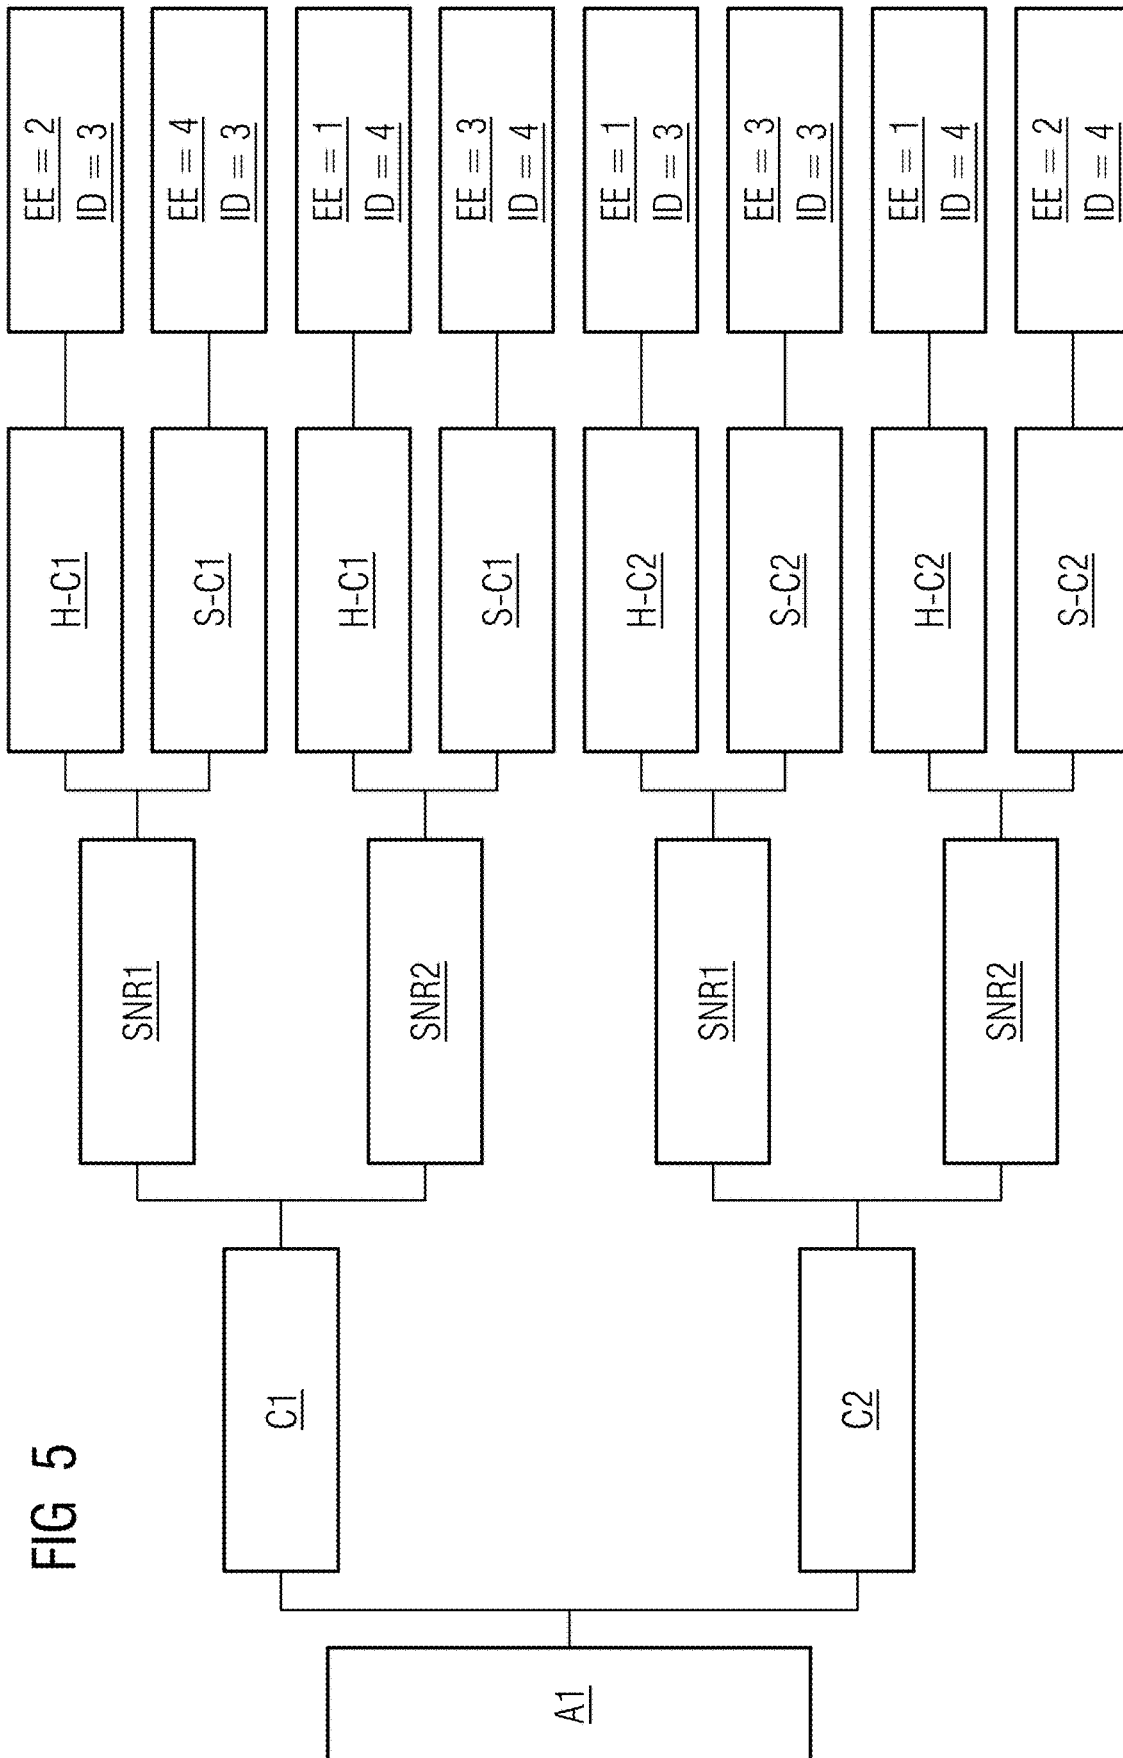 FIG 5
A1
C1
C2
SNR1
SNR2
SNR1
SNR2
H-C1
S-C1
H-C1
S-C1
H-C2
S-C2
H-C2
S-C2
EE = 2
ID = 3
EE = 4
ID = 3
EE = 1
ID = 4
EE = 3
ID = 4
EE = 1
ID = 3
EE = 3
ID = 3
EE = 1
ID = 4
EE = 2
ID = 4